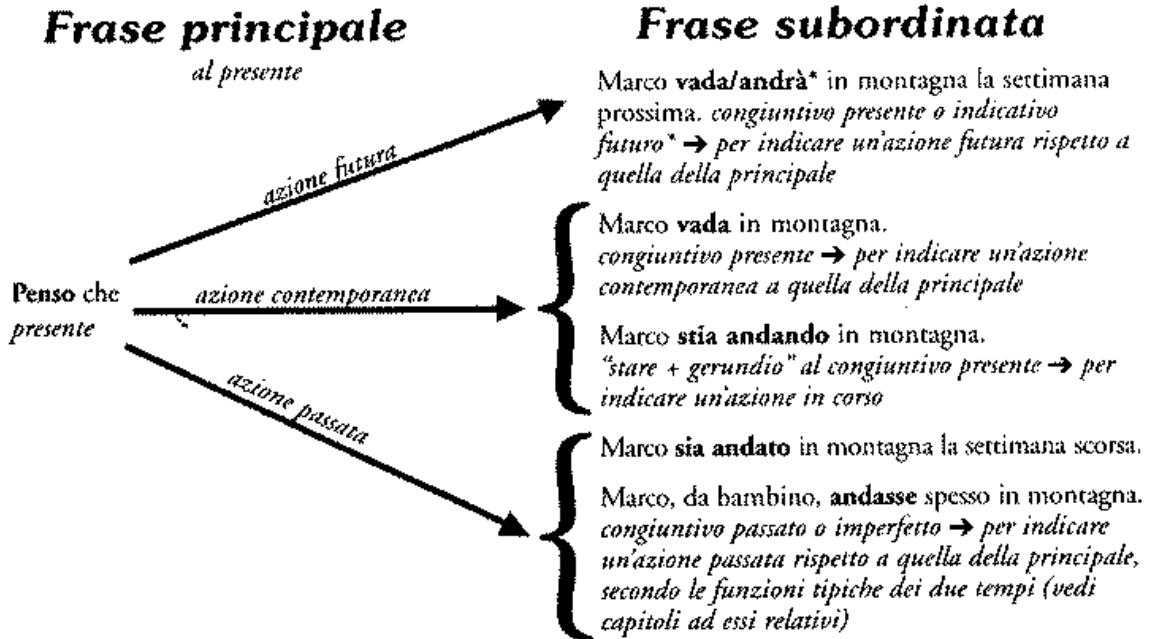 Frase principale
al presente
Frase subordinata
Marco vada/andrà* in montagna la settimana
prossima. congiuntivo presente o indicativo
futuro* → per indicare un'azione futura rispetto a
quella della principale
azione futura
Marco vada in montagna.
congiuntivo presente → per indicare un'azione
contemporanea a quella della principale
Penso che
presente
azione contemporanea
Marco stia andando in montagna.
"stare + gerundio" al congiuntivo presente → per
indicare un'azione in corso
azione passata
Marco sia andato in montagna la settimana scorsa.
Marco, da bambino, andasse spesso in montagna.
congiuntivo passato o imperfetto → per indicare
un'azione passata rispetto a quella della principale,
secondo le funzioni tipiche dei due tempi (vedi
capitoli ad essi relativi)